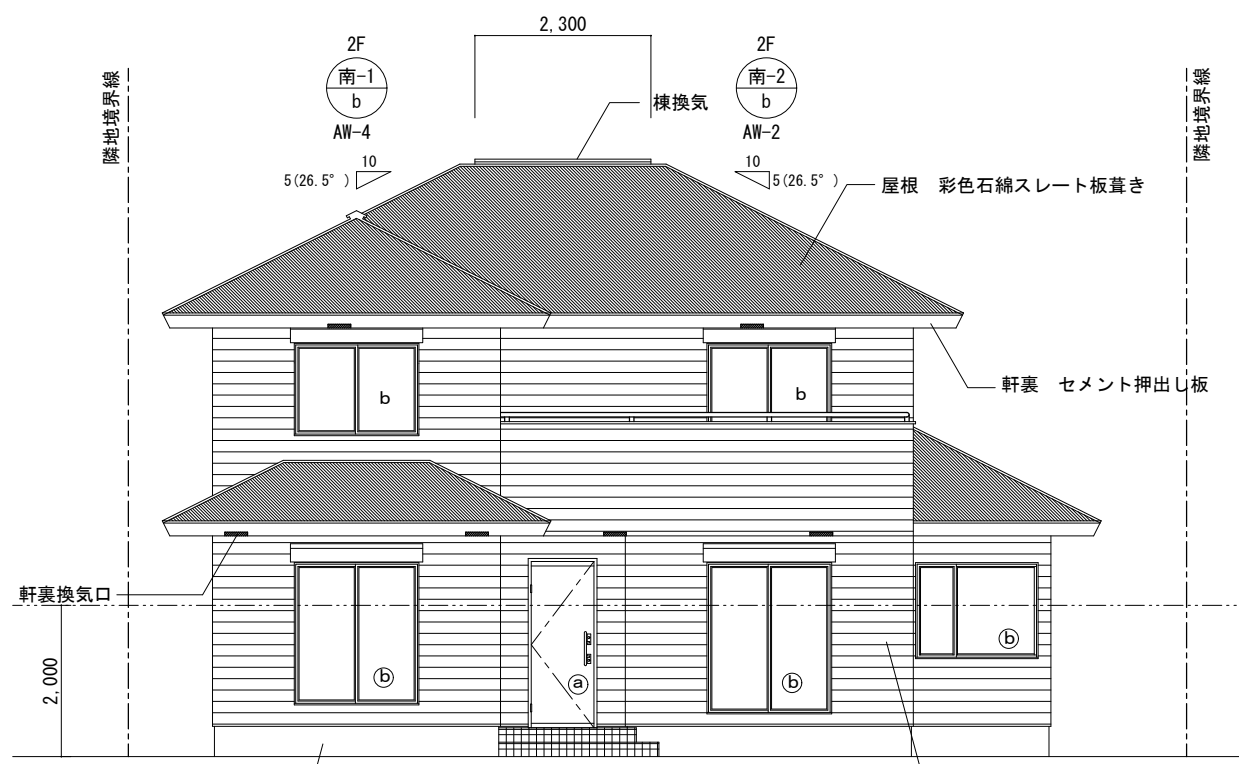 2,300
2F
南-1
b
AW-4
2F
南-2
b
AW-2
隣地境界線
隣地境界線
棟換気
10
5(26.5°)
10
5(26.5°)
屋根 彩色石綿スレート板葺き
b
b
軒裏 セメント押出し板
軒裏換気口
2,000
b
a
b
b